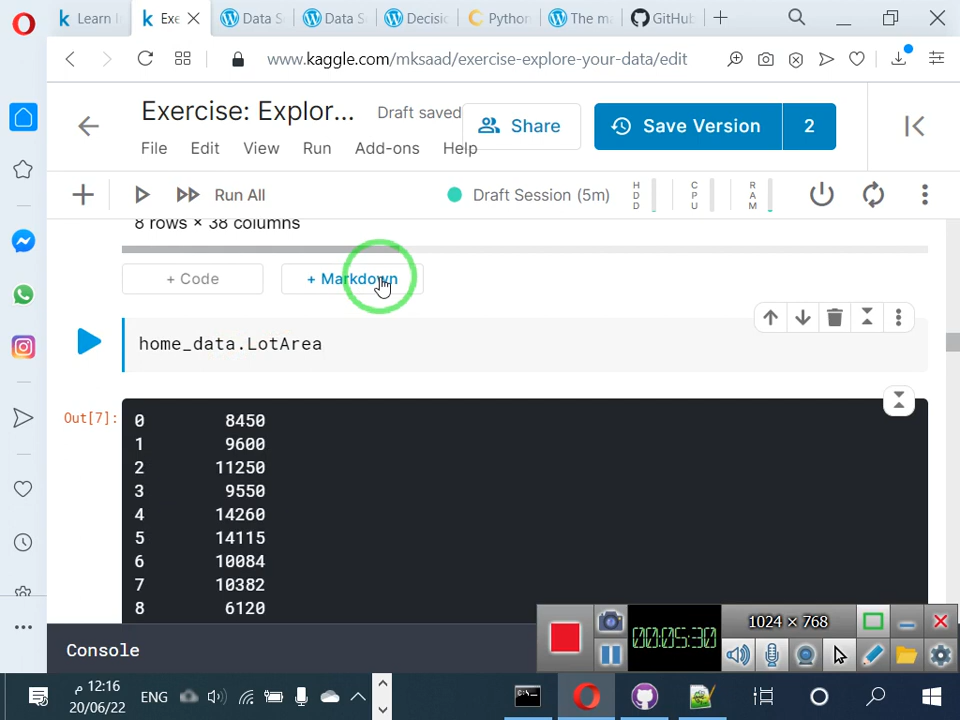 Learn I
Exe
Data S
Data S
Decisio
Python
The ma
GitHub
www.kaggle.com/mksaad/exercise-explore-your-data/edit
Exercise: Explor...
Draft saved
Share
Save Version
2
File
Edit
View
Run
Add-ons
Help
Run All
Draft Session (5m)
HDD
CPU
RAM
8 rows × 38 columns
+ Code
+ Markdown
home_data.LotArea
Out[7]:
0 8450
1 9600
2 11250
3 9550
4 14260
5 14115
6 10084
7 10382
8 6120
00:05:30
1024 × 768
Console
12:16 م
20/06/22
ENG